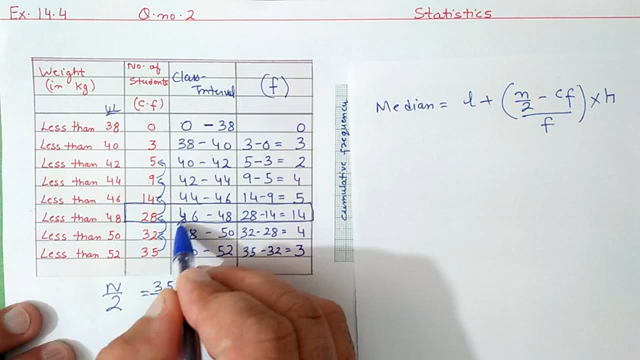 Ex. 14.4 Q.no.2 Statistics
Weight (in kg) No. of Students (c.f) Class-Interval (f)
wt
Less than 38 0 0 - 38 0
Less than 40 3 38 - 40 3-0 = 3
Less than 42 5 40 - 42 5-3 = 2
Less than 44 9 42 - 44 9-5 = 4
Less than 46 14 44 - 46 14-9 = 5
Less than 48 28 46 - 48 28-14 = 14
Less than 50 32 8 - 50 32-28 = 4
Less than 52 35 0 - 52 35-32 = 3
N/2 = 35
cumulative frequency
Median = l + (n/2 - cf / f) × h